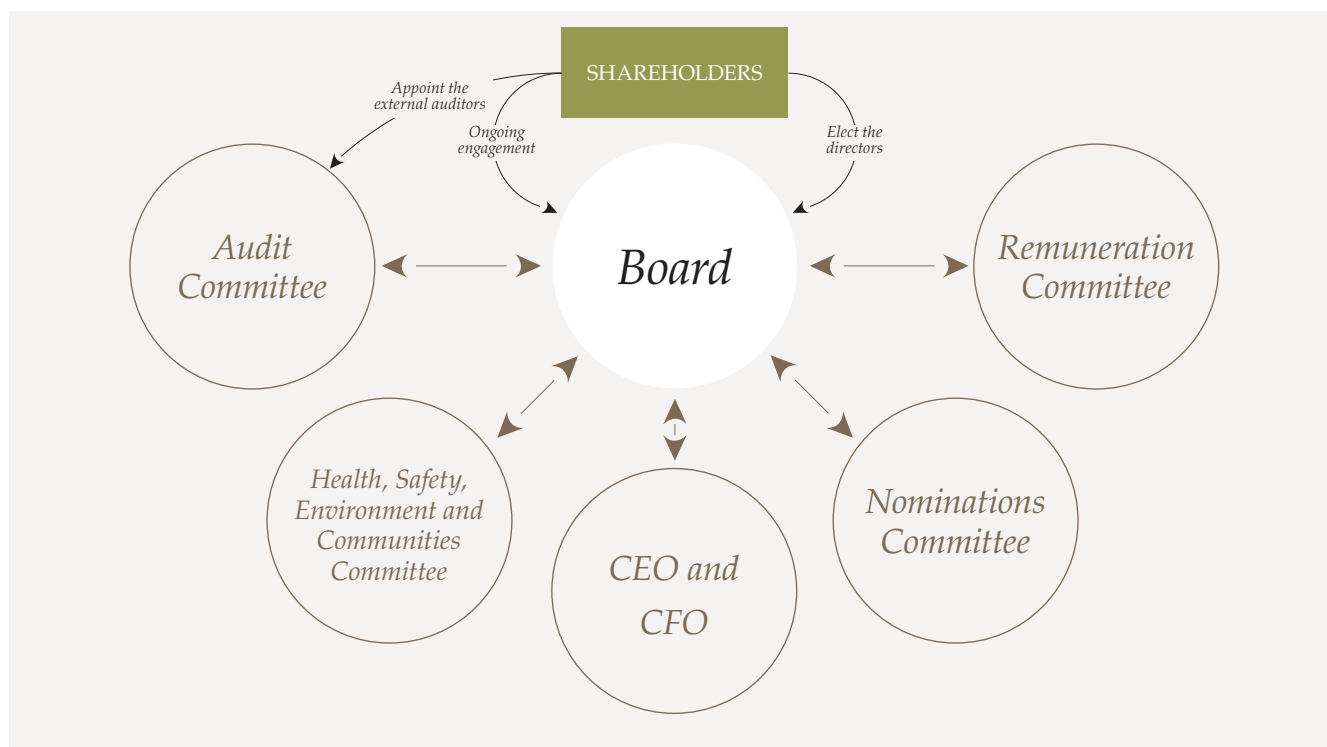 SHAREHOLDERS
Appoint the
external auditors
Ongoing
engagement
Elect the
directors
Audit
Committee
Board
Remuneration
Committee
Health, Safety,
Environment and
Communities
Committee
CEO and
CFO
Nominations
Committee